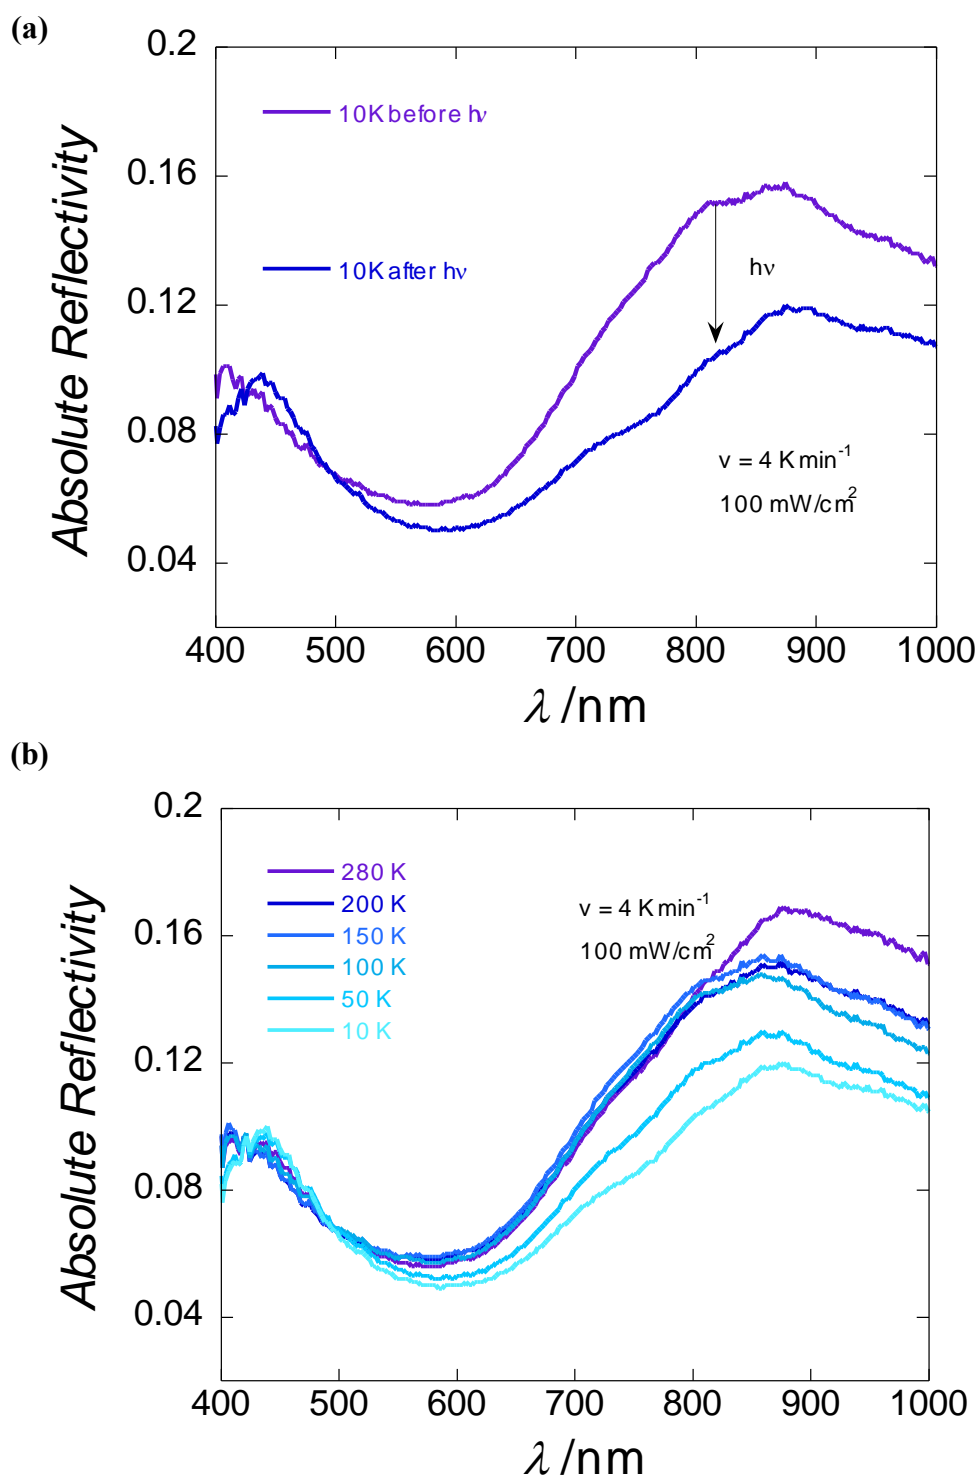 (a)
0.2
10K before hν
0.16
hν
10K after hν
0.12
0.08
v = 4 K min⁻¹
100 mW/cm²
0.04
Absolute Reflectivity
400 500 600 700 800 900 1000
λ /nm
(b)
0.2
280 K
200 K
v = 4 K min⁻¹
0.16
150 K
100 mW/cm²
100 K
50 K
10 K
0.12
0.08
0.04
Absolute Reflectivity
400 500 600 700 800 900 1000
λ /nm